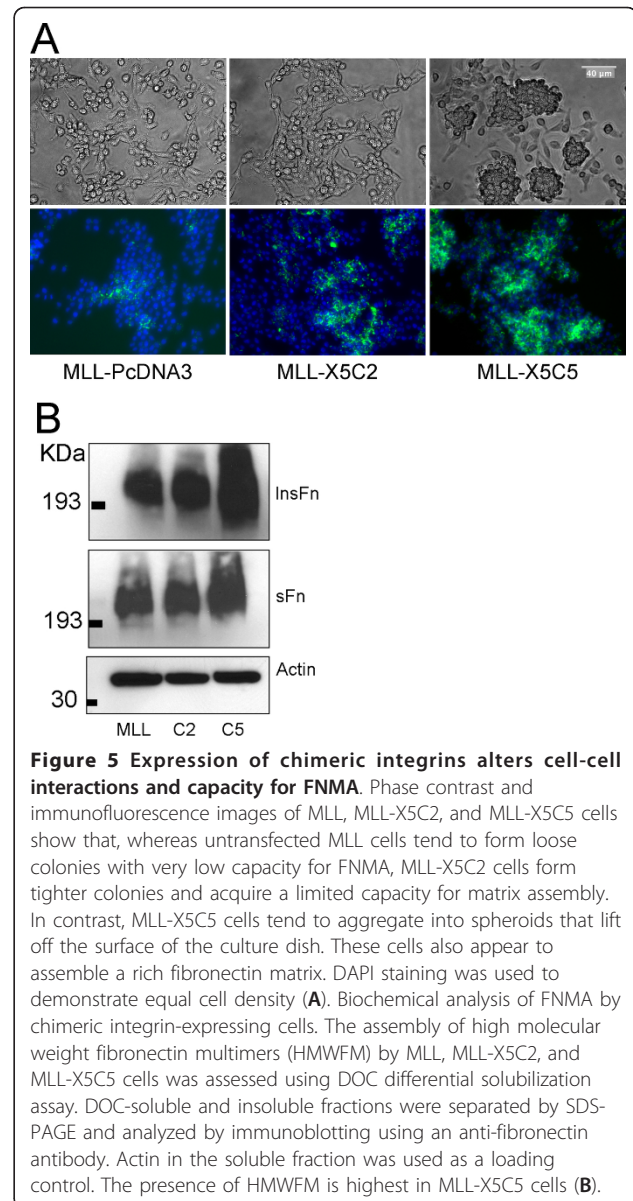 A
40 µm
MLL-PcDNA3 MLL-X5C2 MLL-X5C5
B
KDa
193
InsFn
193
sFn
30
Actin
MLL C2 C5
Figure 5 Expression of chimeric integrins alters cell-cell
interactions and capacity for FNMA. Phase contrast and
immunofluorescence images of MLL, MLL-X5C2, and MLL-X5C5 cells
show that, whereas untransfected MLL cells tend to form loose
colonies with very low capacity for FNMA, MLL-X5C2 cells form
tighter colonies and acquire a limited capacity for matrix assembly.
In contrast, MLL-X5C5 cells tend to aggregate into spheroids that lift
off the surface of the culture dish. These cells also appear to
assemble a rich fibronectin matrix. DAPI staining was used to
demonstrate equal cell density (A). Biochemical analysis of FNMA by
chimeric integrin-expressing cells. The assembly of high molecular
weight fibronectin multimers (HMWFM) by MLL, MLL-X5C2, and
MLL-X5C5 cells was assessed using DOC differential solubilization
assay. DOC-soluble and insoluble fractions were separated by SDS-
PAGE and analyzed by immunoblotting using an anti-fibronectin
antibody. Actin in the soluble fraction was used as a loading
control. The presence of HMWFM is highest in MLL-X5C5 cells (B).